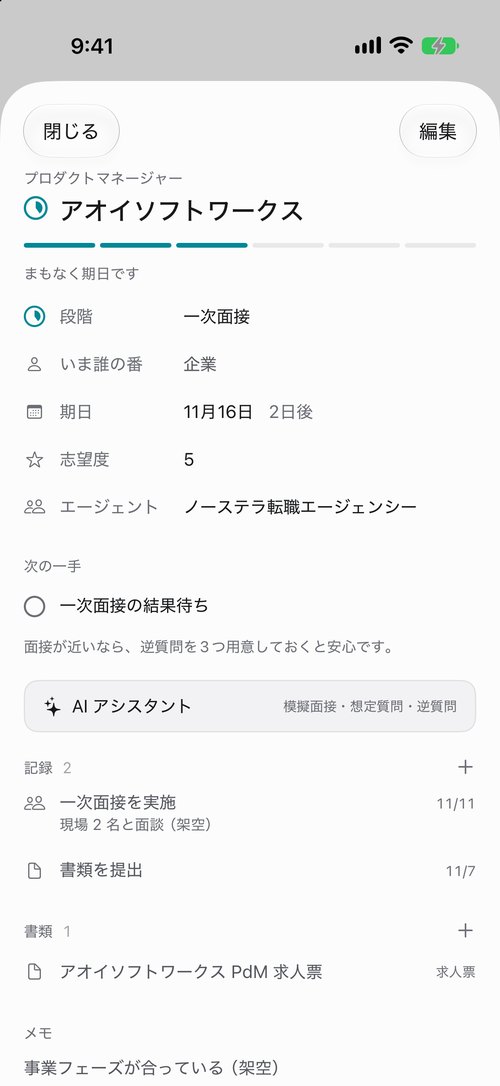 9:41
閉じる
編集
プロダクトマネージャー
アオイソフトワークス
まもなく期日です
段階 一次面接
いま誰の番 企業
期日 11月16日 2日後
志望度 5
エージェント ノーステラ転職エージェンシー
次の一手
一次面接の結果待ち
面接が近いなら、逆質問を3つ用意しておくと安心です。
AI アシスタント 模擬面接・想定質問・逆質問
記録 2
一次面接を実施 11/11
現場 2 名と面談（架空）
書類を提出 11/7
書類 1
アオイソフトワークス PdM 求人票 求人票
メモ
事業フェーズが合っている（架空）